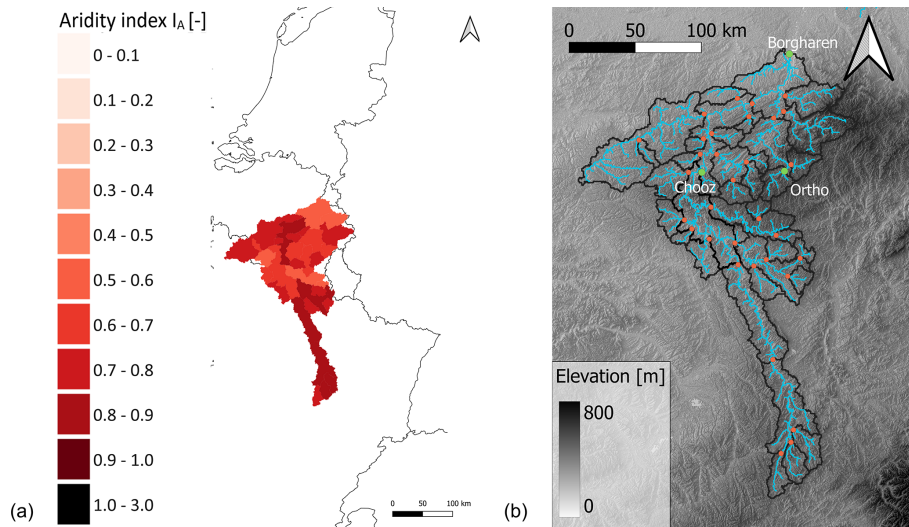 Aridity index I_A [-]
0 - 0.1
0.1 - 0.2
0.2 - 0.3
0.3 - 0.4
0.4 - 0.5
0.5 - 0.6
0.6 - 0.7
0.7 - 0.8
0.8 - 0.9
0.9 - 1.0
1.0 - 3.0
0 50 100 km
(a)
0 50 100 km
Borgharen
Chooz
Ortho
Elevation [m]
800
0
(b)